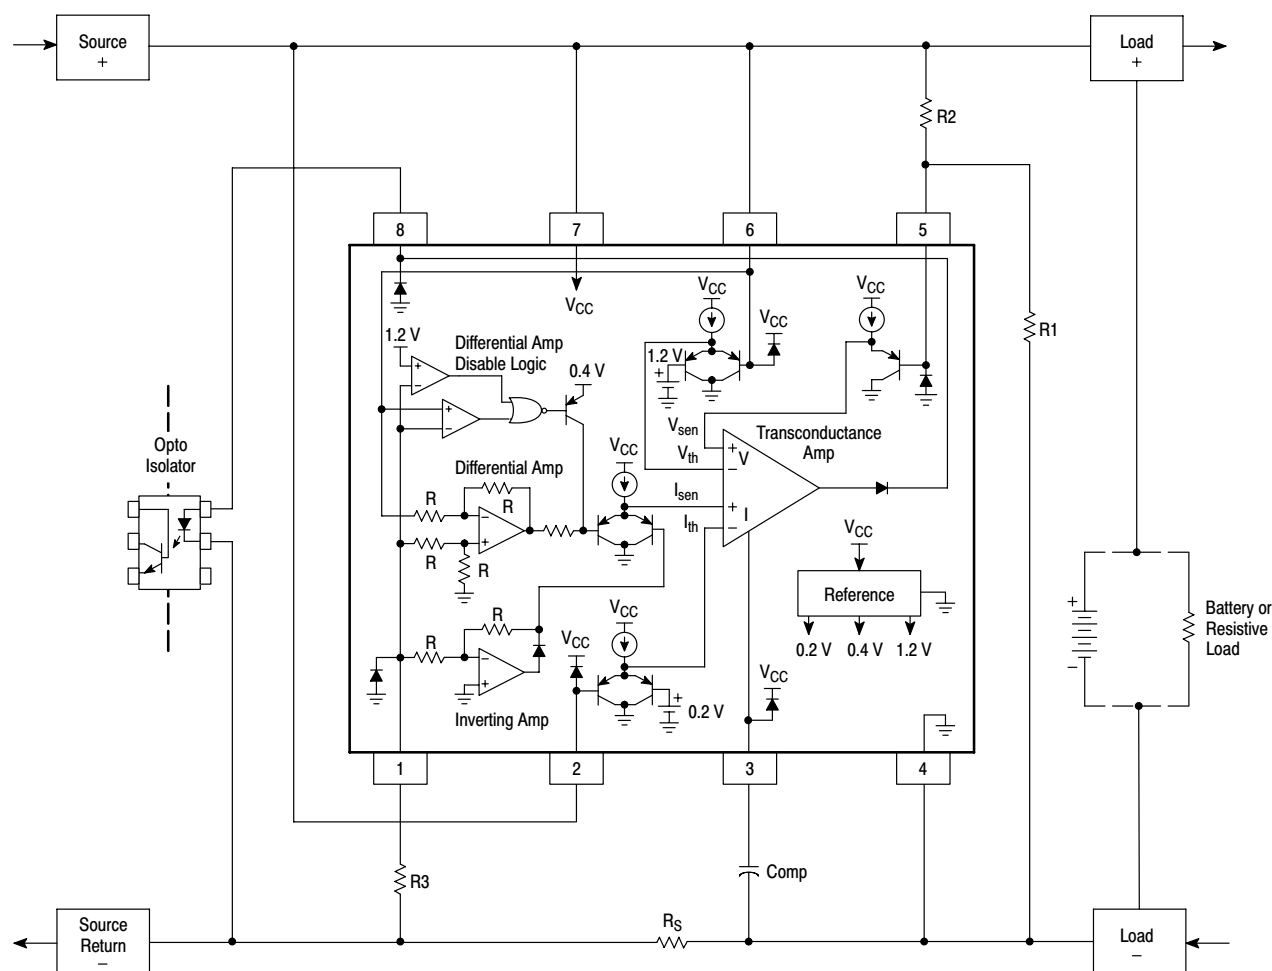 Source
+
Load
+
R2
8
7
6
5
VCC
VCC
VCC
VCC
R1
1.2 V
Differential Amp
Disable Logic
0.4 V
1.2 V
+
+
−
+
−
Opto
Isolator
Vsen
Vth
Transconductance
Amp
VCC
+
V
−
Differential Amp
Isen
Ith
+
I
−
R
R
−
+
R
R
VCC
Reference
0.2 V
0.4 V
1.2 V
+
−
Battery or
Resistive
Load
R
R
VCC
VCC
−
+
Inverting Amp
+
0.2 V
VCC
1
2
3
4
R3
Comp
RS
Source
Return
−
Load
−